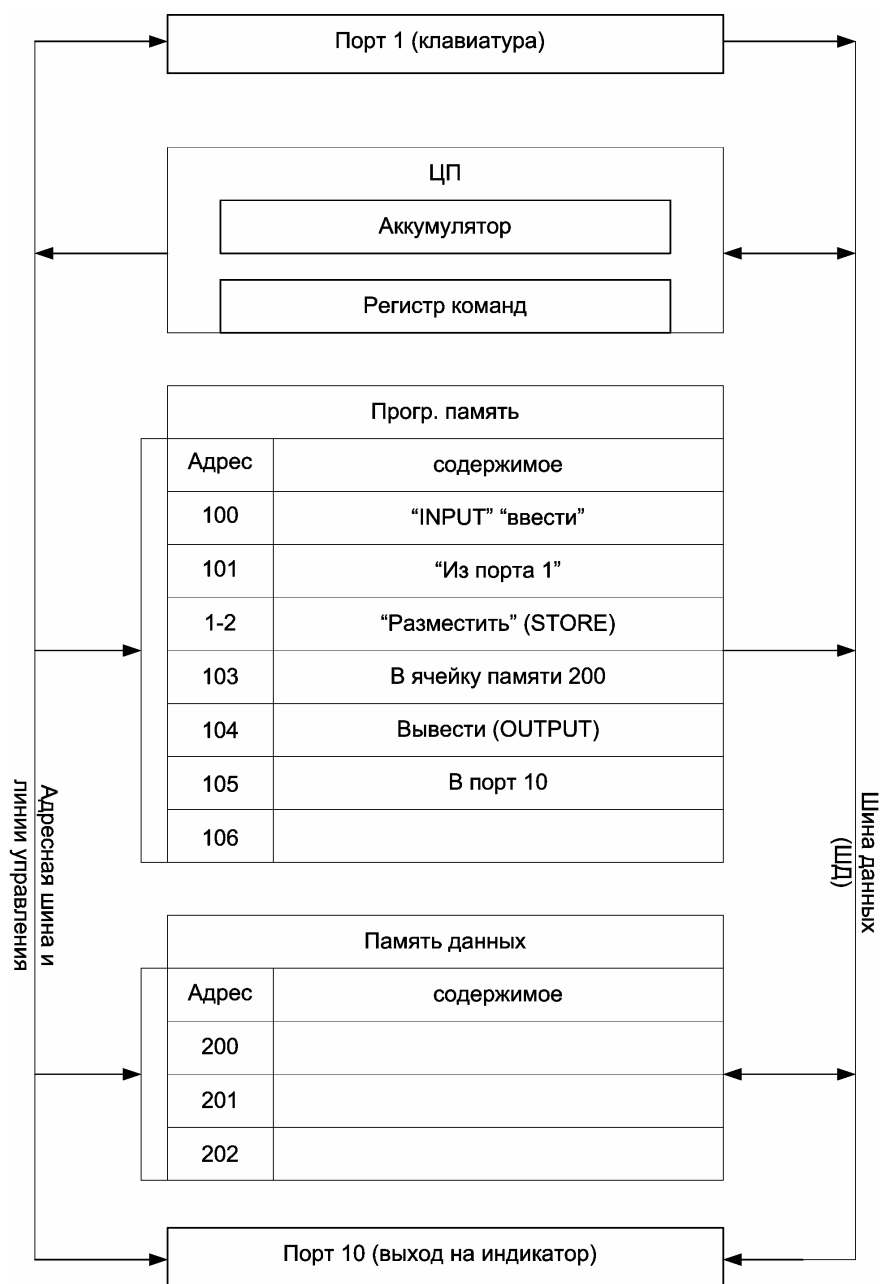 Порт 1 (клавиатура)
ЦП
Аккумулятор
Регистр команд
Прогр. память
Адрес содержимое
100 “INPUT” “ввести”
101 “Из порта 1”
1-2 “Разместить” (STORE)
103 В ячейку памяти 200
104 Вывести (OUTPUT)
105 В порт 10
106
Адресная шина и
линии управления
Шина данных
(ШД)
Память данных
Адрес содержимое
200
201
202
Порт 10 (выход на индикатор)